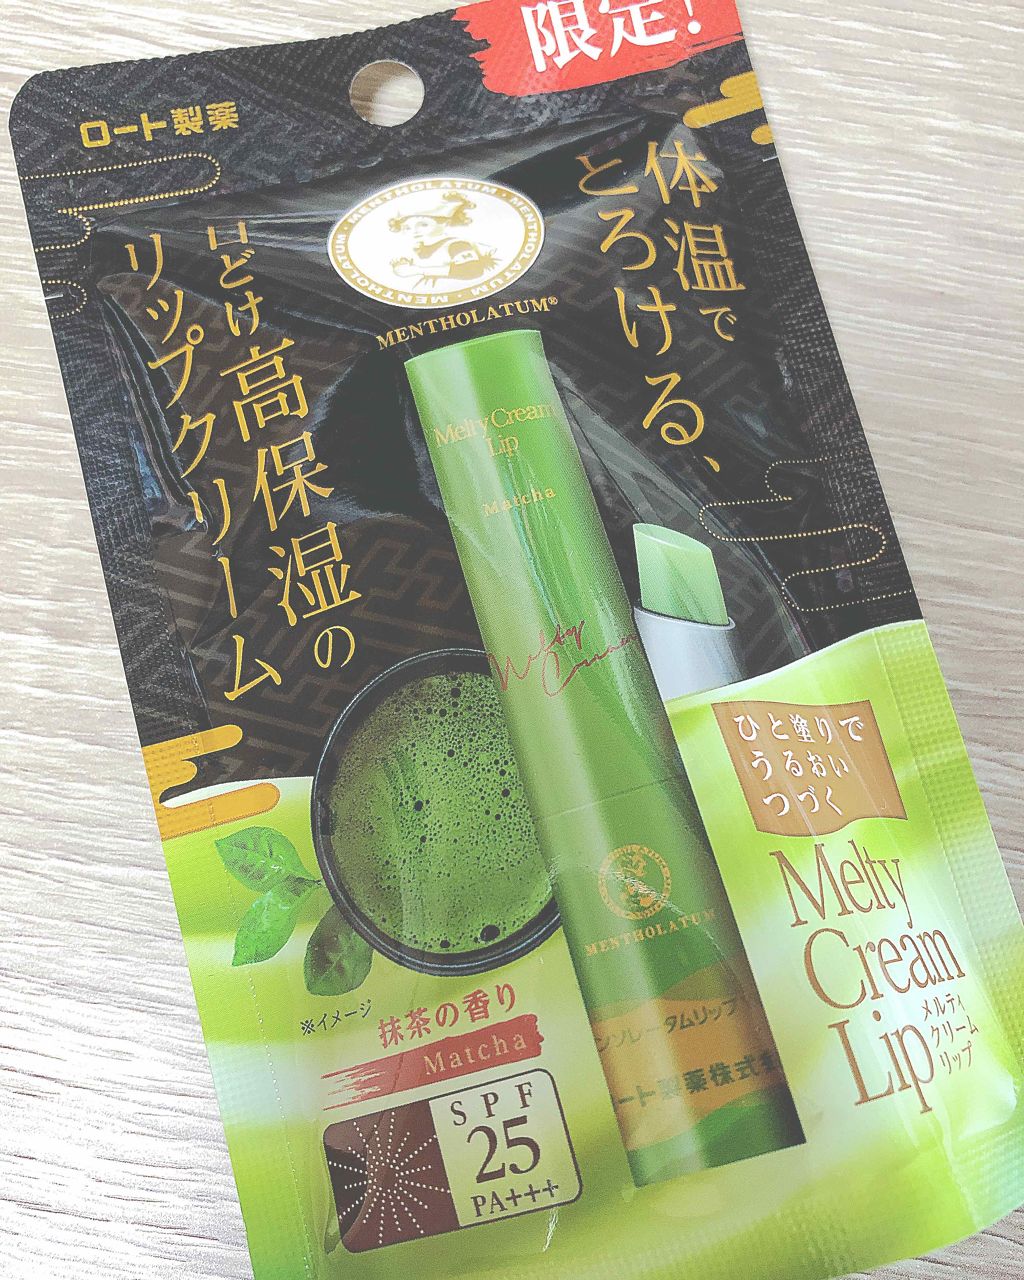 限定!
ロート製薬
MENTHOLATUM · MENTHOLATUM · MENTHOLATUM
MENTHOLATUM®
体温で
とろける、
どけ高保湿の
リップクリーム
Melty Cream
Lip
Matcha
Melty
Cream
MENTHOLATUM
ンソレータムリップ
ート製薬株式会
ひと塗りで
うるおい
つづく
Melty
Cream
Lip
メルティ
クリーム
リップ
※イメージ
抹茶の香り
Matcha
SPF
25
PA+++